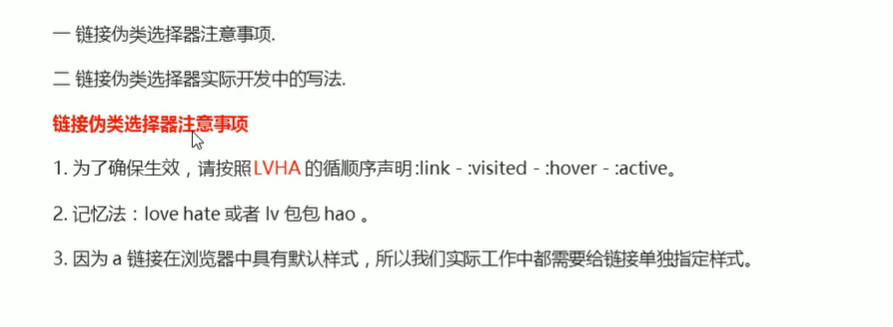 一 链接伪类选择器注意事项.
二 链接伪类选择器实际开发中的写法.
链接伪类选择器注意事项
1. 为了确保生效，请按照LVHA 的循顺序声明:link - :visited - :hover - :active。
2. 记忆法：love hate 或者 lv 包包 hao 。
3. 因为 a 链接在浏览器中具有默认样式，所以我们实际工作中都需要给链接单独指定样式。